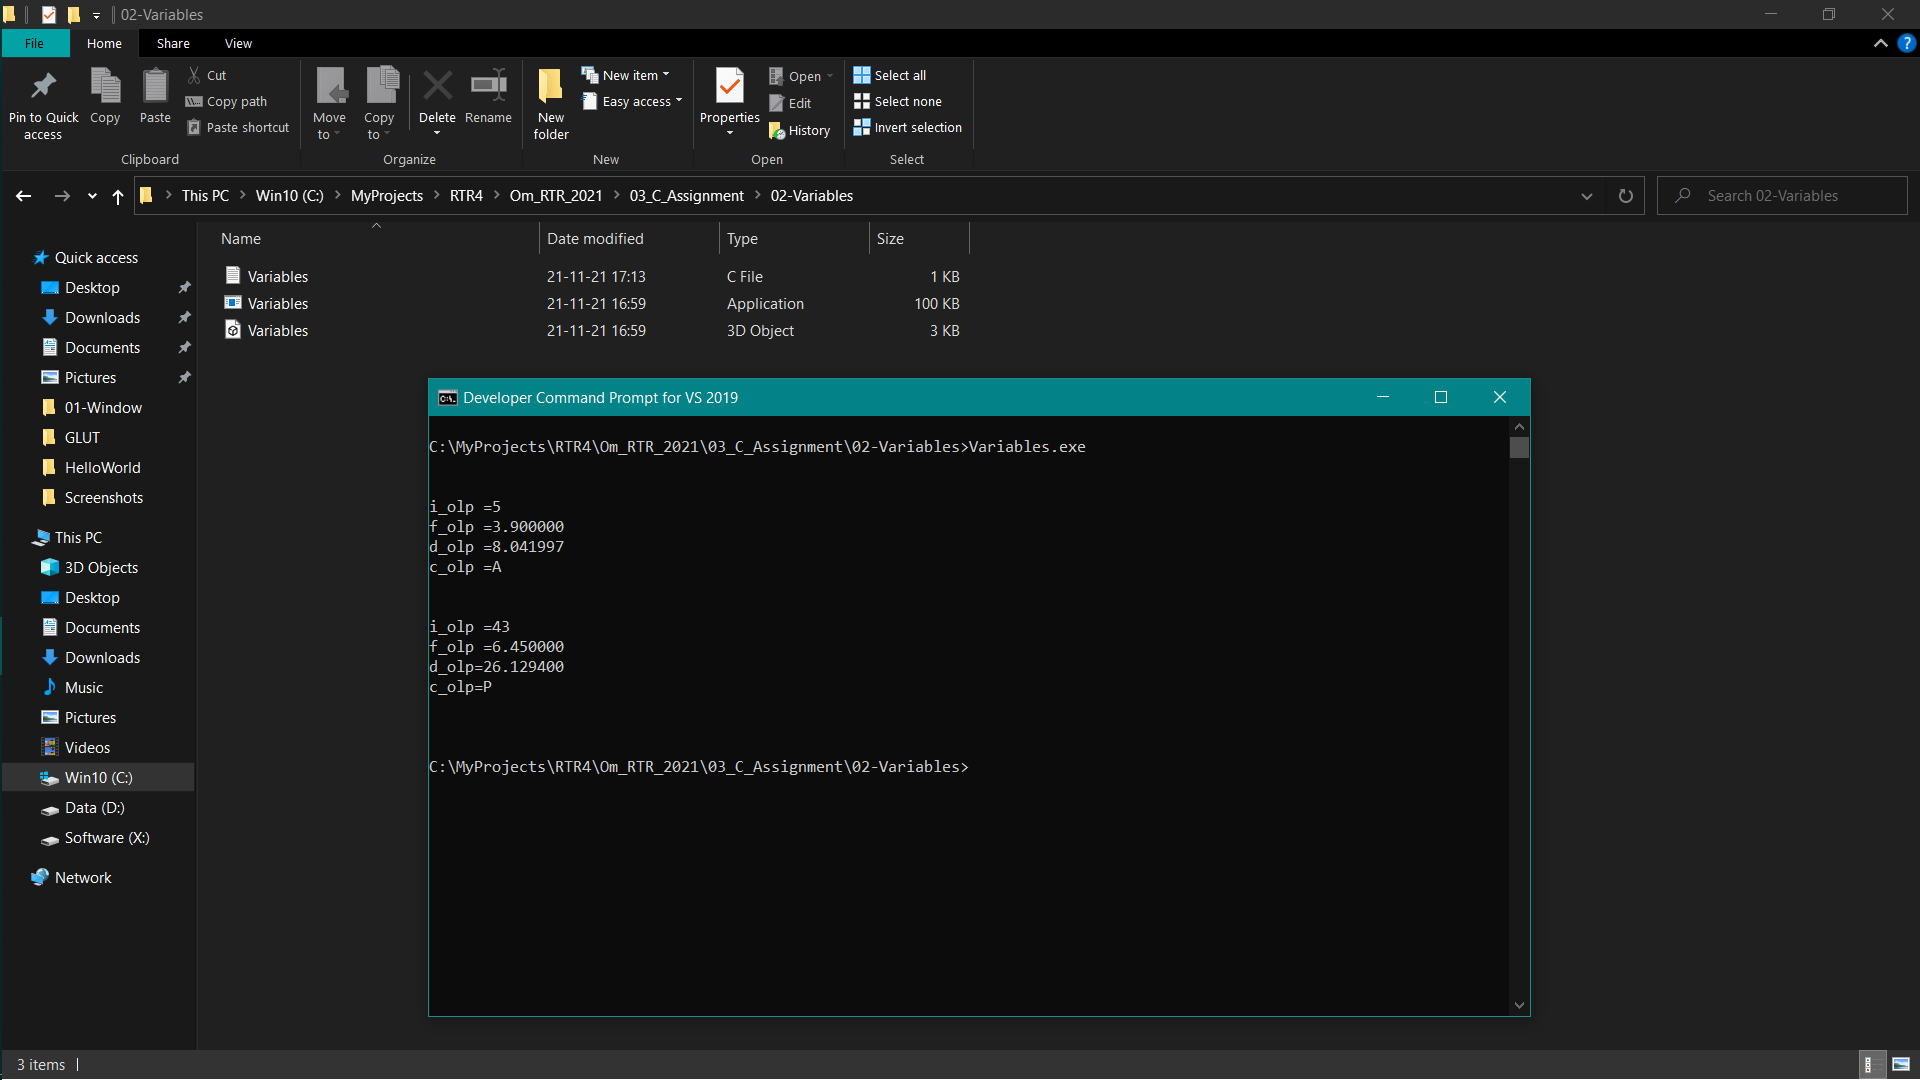 02-Variables
File Home Share View
Pin to Quick access
Copy
Paste
Cut
Copy path
Paste shortcut
Clipboard
Move to
Copy to
Delete
Rename
Organize
New folder
New item
Easy access
New
Properties
Open
Edit
History
Open
Select all
Select none
Invert selection
Select
This PC > Win10 (C:) > MyProjects > RTR4 > Om_RTR_2021 > 03_C_Assignment > 02-Variables
Search 02-Variables
Name Date modified Type Size
Variables 21-11-21 17:13 C File 1 KB
Variables 21-11-21 16:59 Application 100 KB
Variables 21-11-21 16:59 3D Object 3 KB
Quick access
Desktop
Downloads
Documents
Pictures
01-Window
GLUT
HelloWorld
Screenshots
This PC
3D Objects
Desktop
Documents
Downloads
Music
Pictures
Videos
Win10 (C:)
Data (D:)
Software (X:)
Network
Developer Command Prompt for VS 2019
C:\MyProjects\RTR4\Om_RTR_2021\03_C_Assignment\02-Variables>Variables.exe
i_olp =5
f_olp =3.900000
d_olp =8.041997
c_olp =A
i_olp =43
f_olp =6.450000
d_olp=26.129400
c_olp=P
C:\MyProjects\RTR4\Om_RTR_2021\03_C_Assignment\02-Variables>
3 items